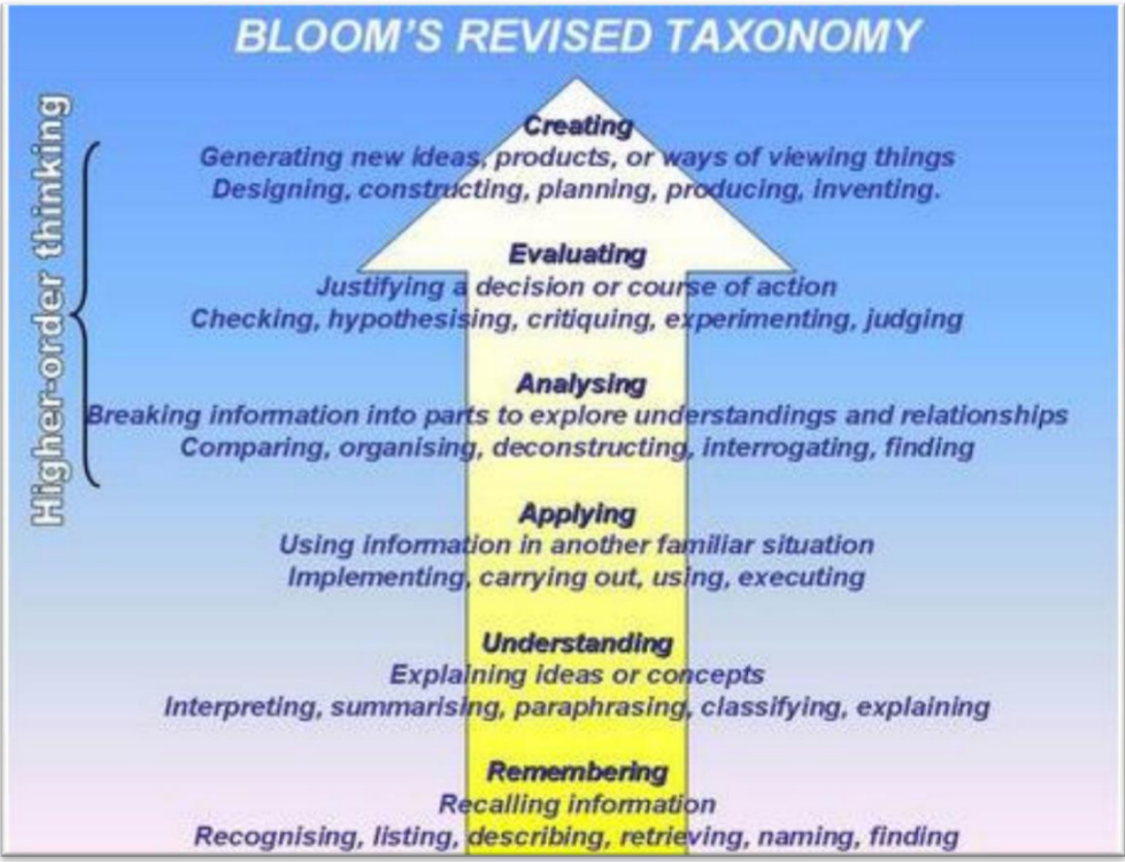 BLOOM'S REVISED TAXONOMY
Higher-order thinking
Creating
Generating new ideas, products, or ways of viewing things
Designing, constructing, planning, producing, inventing.
Evaluating
Justifying a decision or course of action
Checking, hypothesising, critiquing, experimenting, judging
Analysing
Breaking information into parts to explore understandings and relationships
Comparing, organising, deconstructing, interrogating, finding
Applying
Using information in another familiar situation
Implementing, carrying out, using, executing
Understanding
Explaining ideas or concepts
Interpreting, summarising, paraphrasing, classifying, explaining
Remembering
Recalling information
Recognising, listing, describing, retrieving, naming, finding